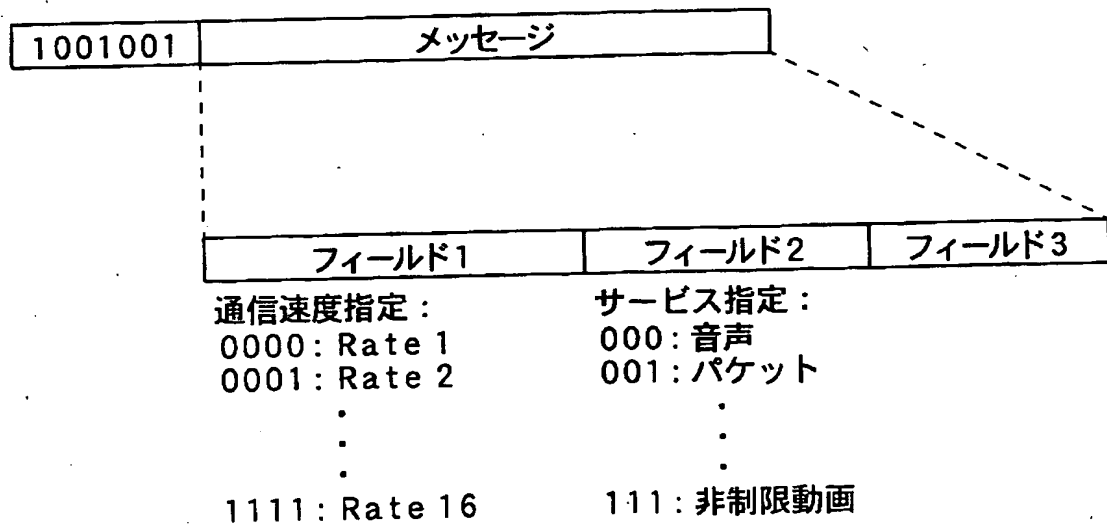 1001001 メッセージ
フィールド1 フィールド2 フィールド3
通信速度指定: サービス指定:
0000: Rate 1 000: 音声
0001: Rate 2 001: パケット
1111: Rate 16 111: 非制限動画